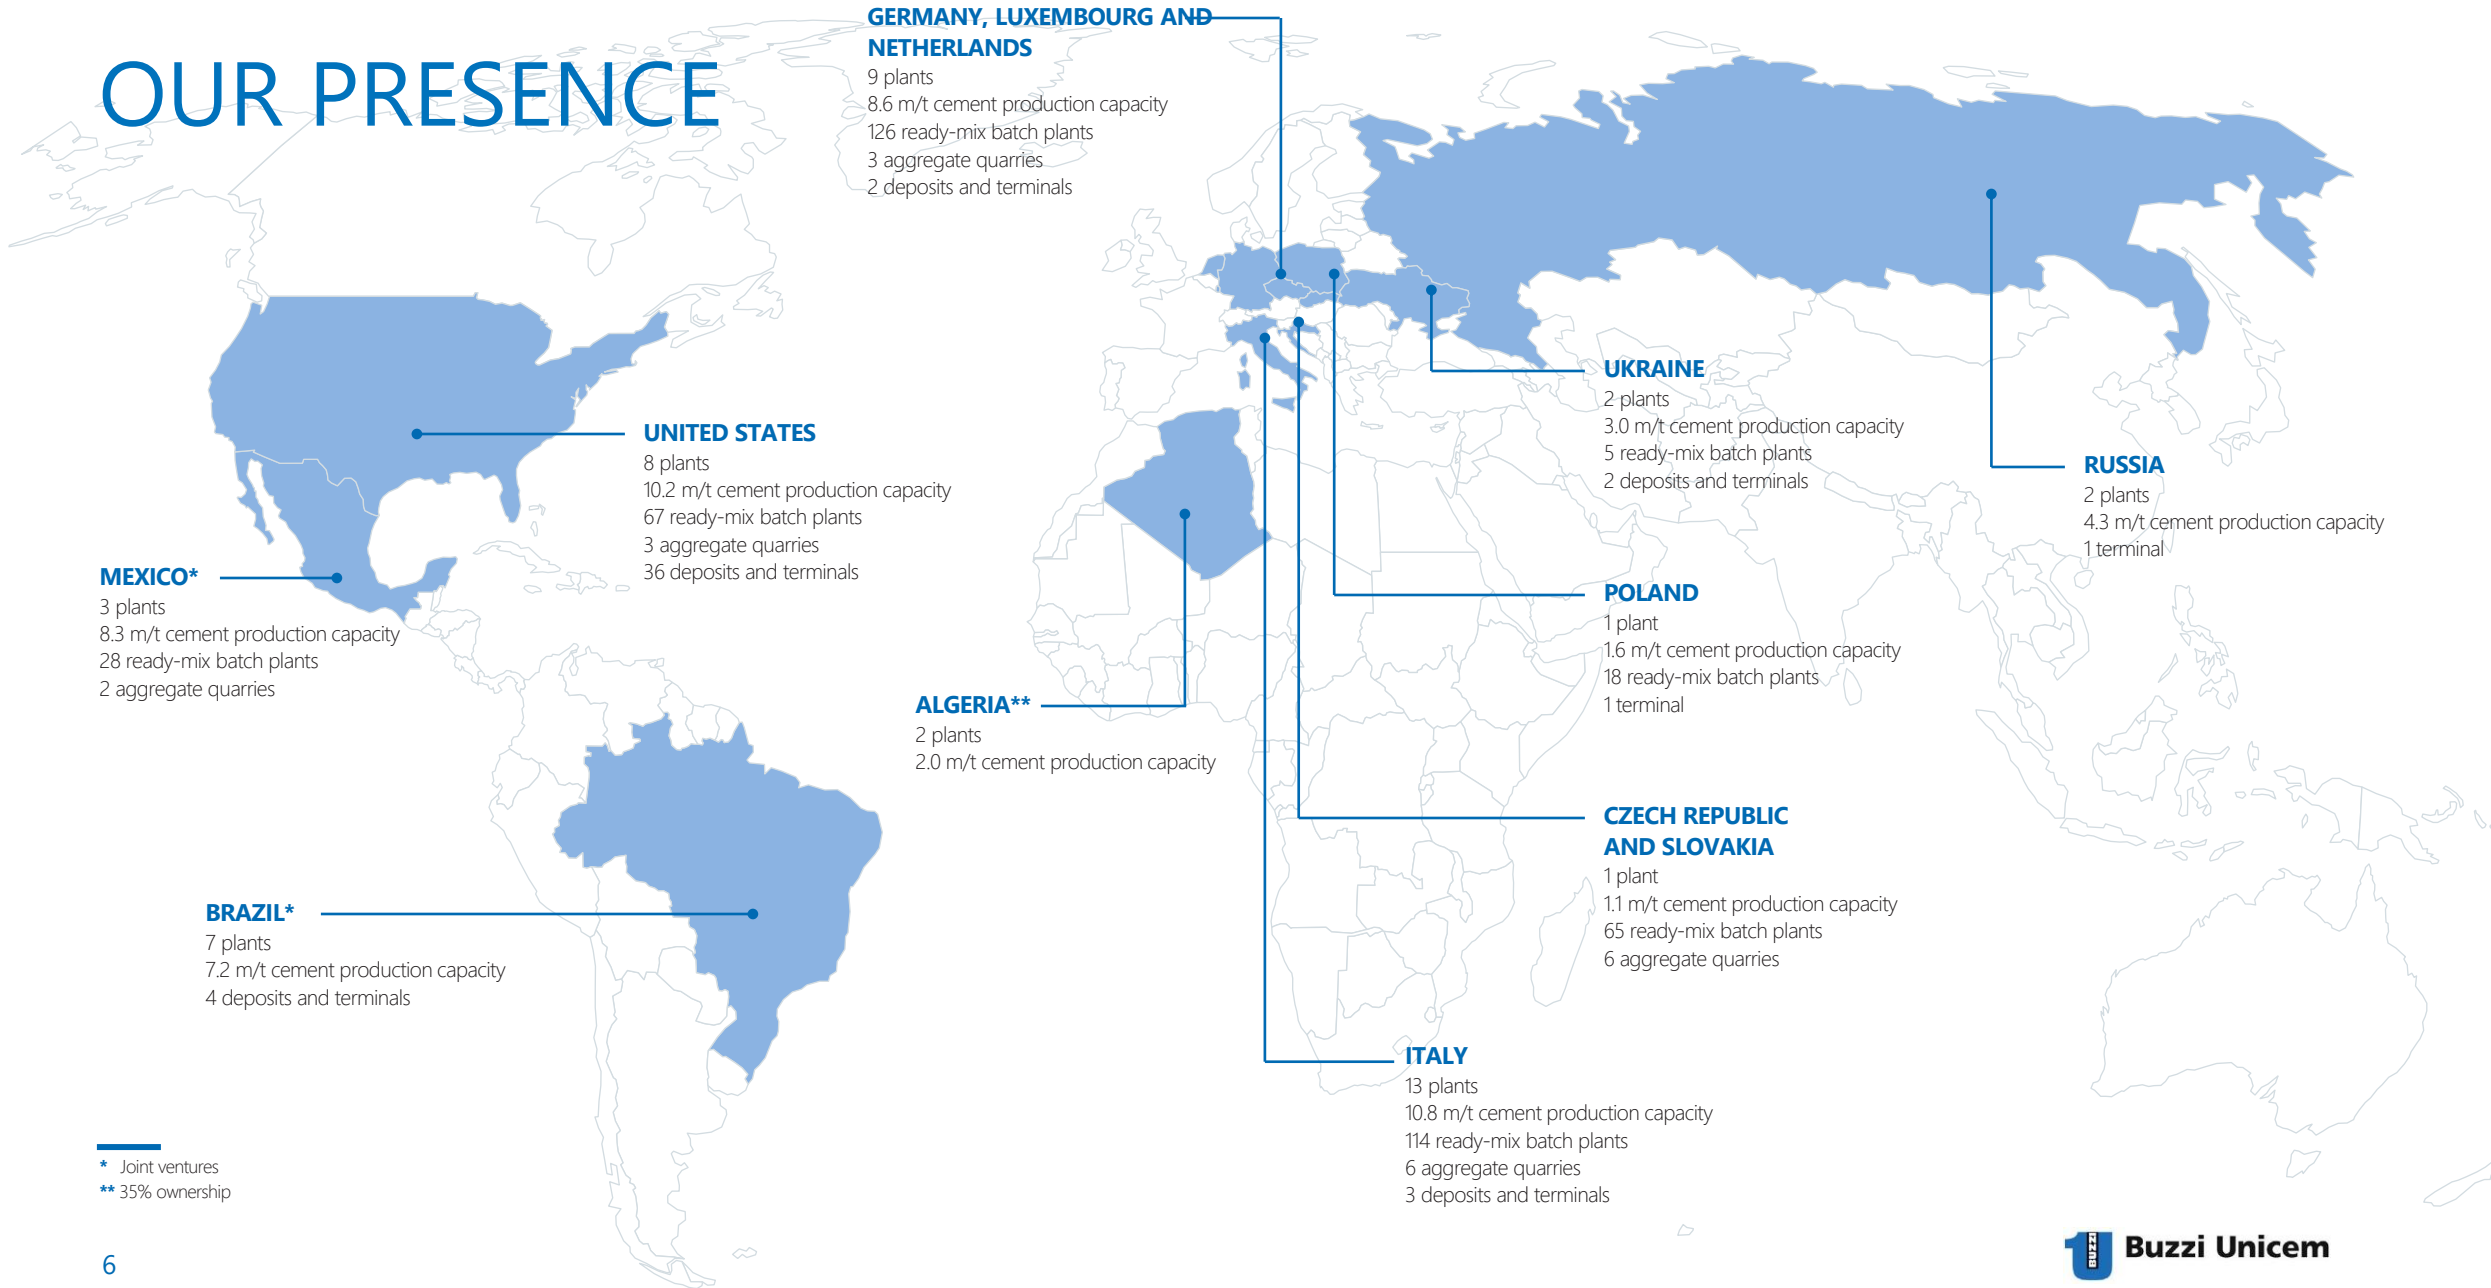 OUR PRESENCE
GERMANY, LUXEMBOURG AND
NETHERLANDS
9 plants
8.6 m/t cement production capacity
126 ready-mix batch plants
3 aggregate quarries
2 deposits and terminals
UNITED STATES
8 plants
10.2 m/t cement production capacity
67 ready-mix batch plants
3 aggregate quarries
36 deposits and terminals
MEXICO*
3 plants
8.3 m/t cement production capacity
28 ready-mix batch plants
2 aggregate quarries
BRAZIL*
7 plants
7.2 m/t cement production capacity
4 deposits and terminals
ALGERIA**
2 plants
2.0 m/t cement production capacity
UKRAINE
2 plants
3.0 m/t cement production capacity
5 ready-mix batch plants
2 deposits and terminals
RUSSIA
2 plants
4.3 m/t cement production capacity
1 terminal
POLAND
1 plant
1.6 m/t cement production capacity
18 ready-mix batch plants
1 terminal
CZECH REPUBLIC
AND SLOVAKIA
1 plant
1.1 m/t cement production capacity
65 ready-mix batch plants
6 aggregate quarries
ITALY
13 plants
10.8 m/t cement production capacity
114 ready-mix batch plants
6 aggregate quarries
3 deposits and terminals
* Joint ventures
** 35% ownership
6
BUZZI
Buzzi Unicem